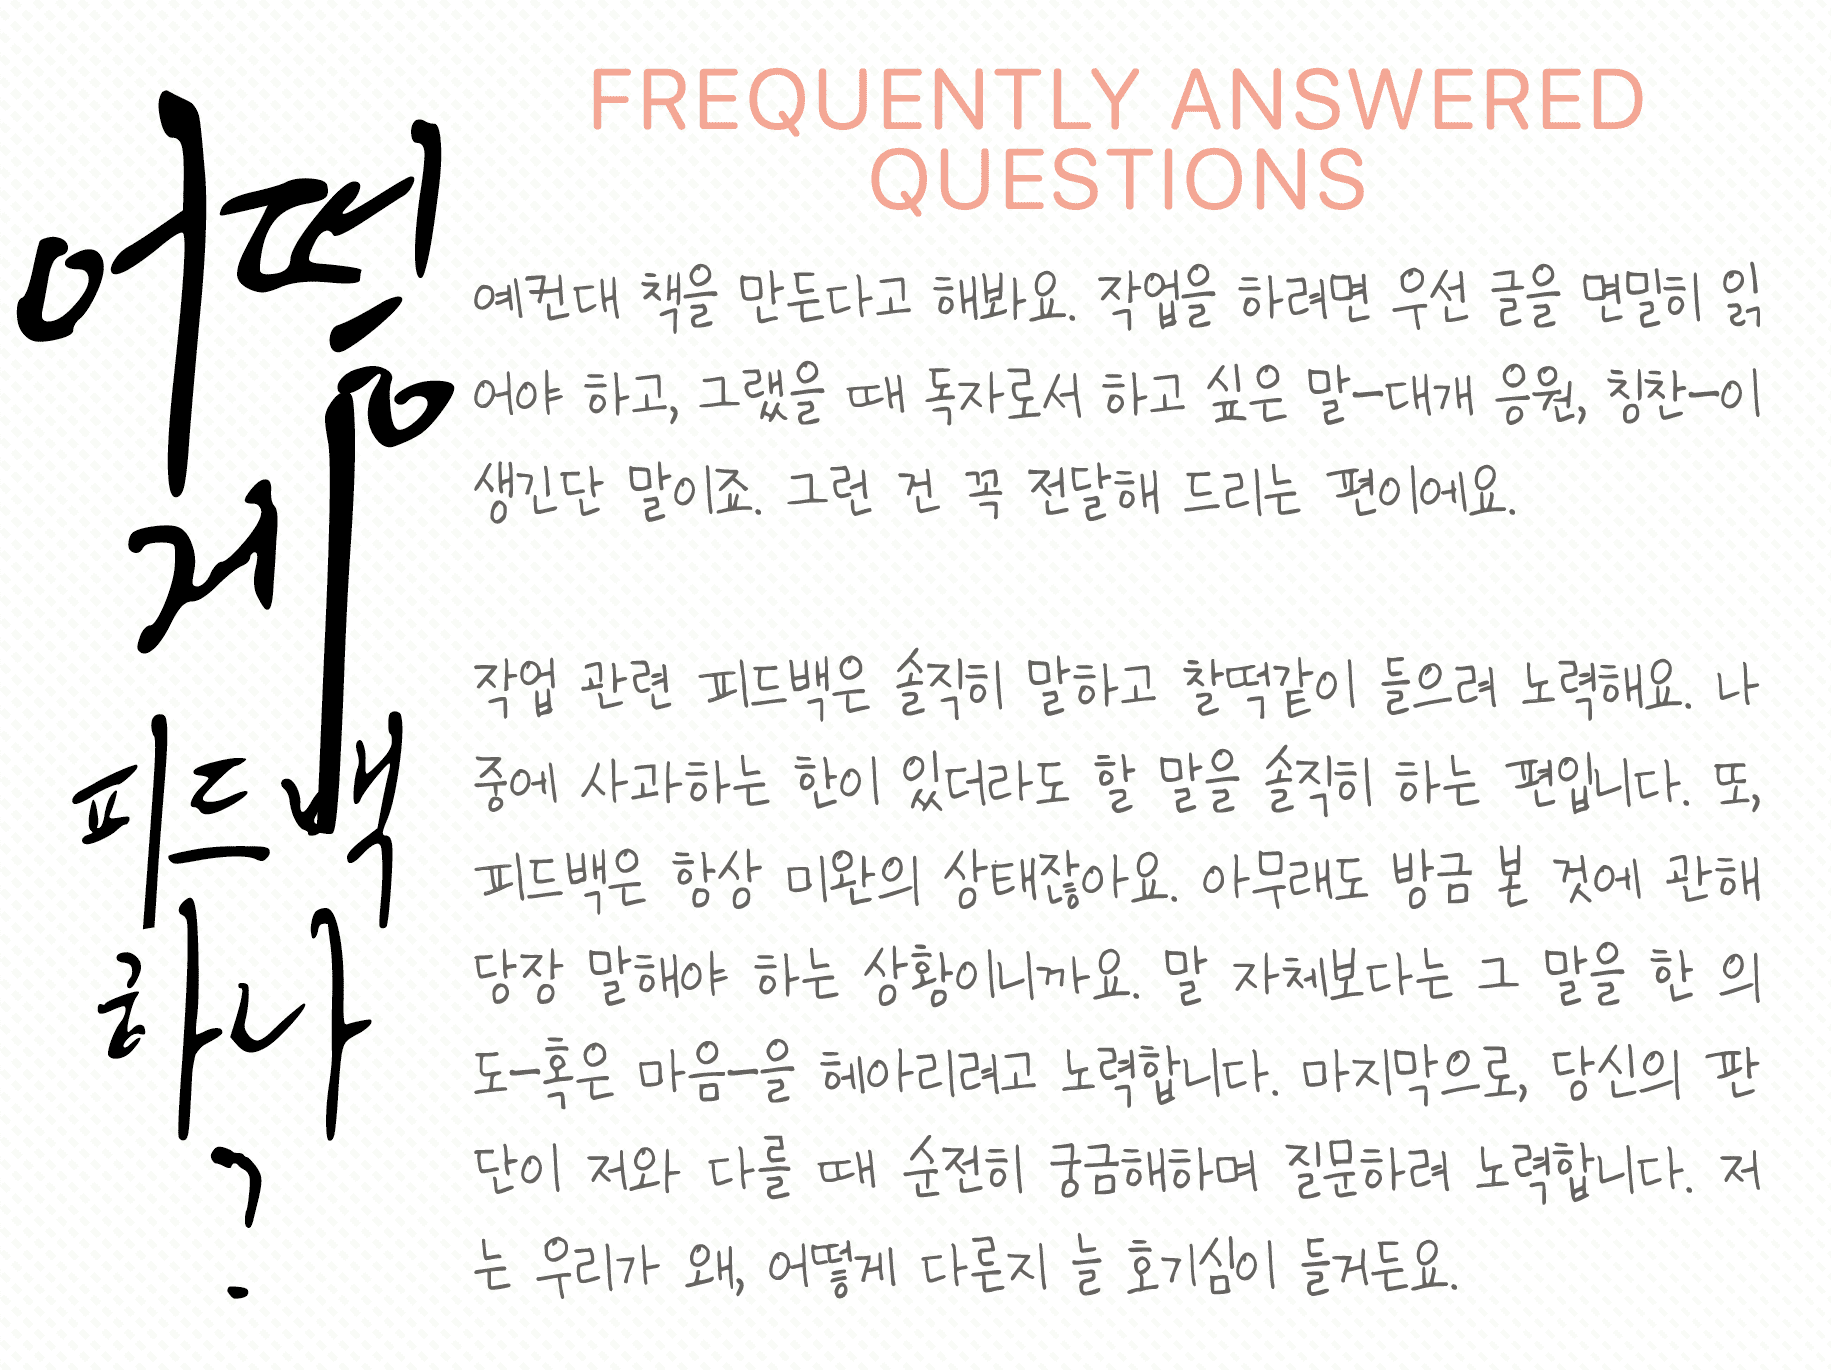 어떻
게
피드백
하나
?
FREQUENTLY ANSWERED
QUESTIONS
예컨대 책을 만든다고 해봐요. 작업을 하려면 우선 글을 면밀히 읽
어야 하고, 그랬을 때 독자로서 하고 싶은 말-대개 응원, 칭찬-이
생긴단 말이죠. 그런 건 꼭 전달해 드리는 편이에요.
작업 관련 피드백은 솔직히 말하고 찰떡같이 들으려 노력해요. 나
중에 사과하는 한이 있더라도 할 말을 솔직히 하는 편입니다. 또,
피드백은 항상 미완의 상태잖아요. 아무래도 방금 본 것에 관해
당장 말해야 하는 상황이니까요. 말 자체보다는 그 말을 한 의
도-혹은 마음-을 헤아리려고 노력합니다. 마지막으로, 당신의 판
단이 저와 다를 때 순전히 궁금해하며 질문하려 노력합니다. 저
는 우리가 왜, 어떻게 다른지 늘 호기심이 들거든요.